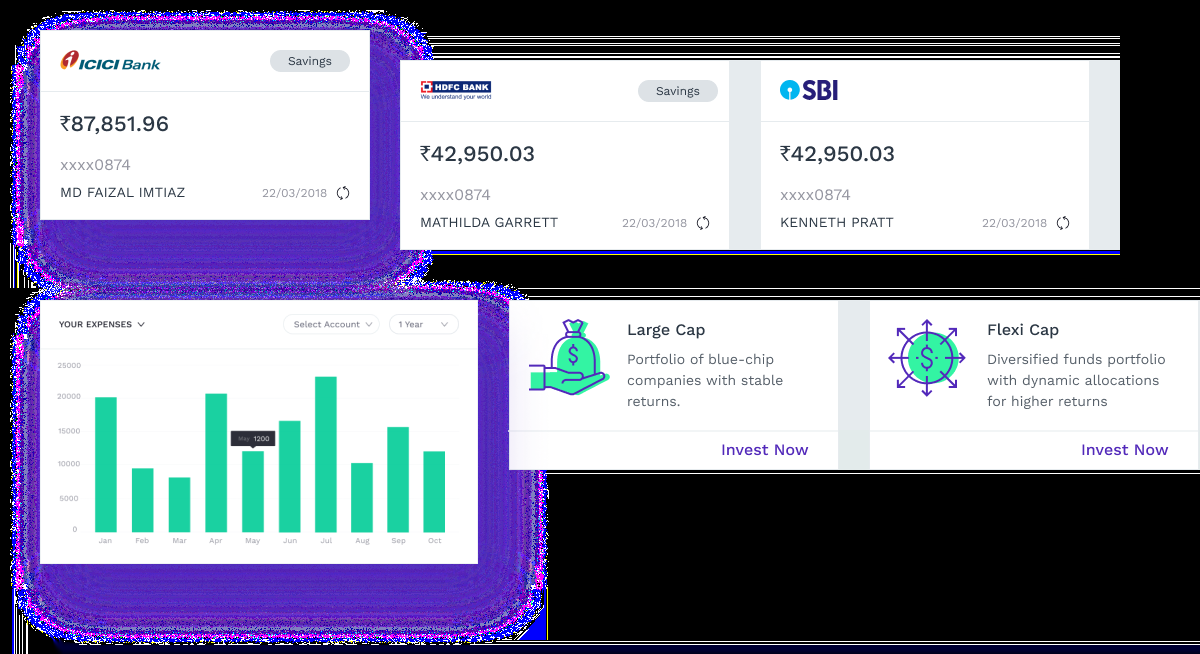 ICICI Bank
Savings
₹87,851.96
xxxx0874
MD FAIZAL IMTIAZ
22/03/2018
HDFC BANK
We understand your world
Savings
₹42,950.03
xxxx0874
MATHILDA GARRETT
22/03/2018
SBI
₹42,950.03
xxxx0874
KENNETH PRATT
22/03/2018
YOUR EXPENSES
Select Account
1 Year
25000
20000
15000
10000
5000
0
May 1200
Jan Feb Mar Apr May Jun Jul Aug Sep Oct
Large Cap
Portfolio of blue-chip
companies with stable
returns.
Invest Now
Flexi Cap
Diversified funds portfolio
with dynamic allocations
for higher returns
Invest Now